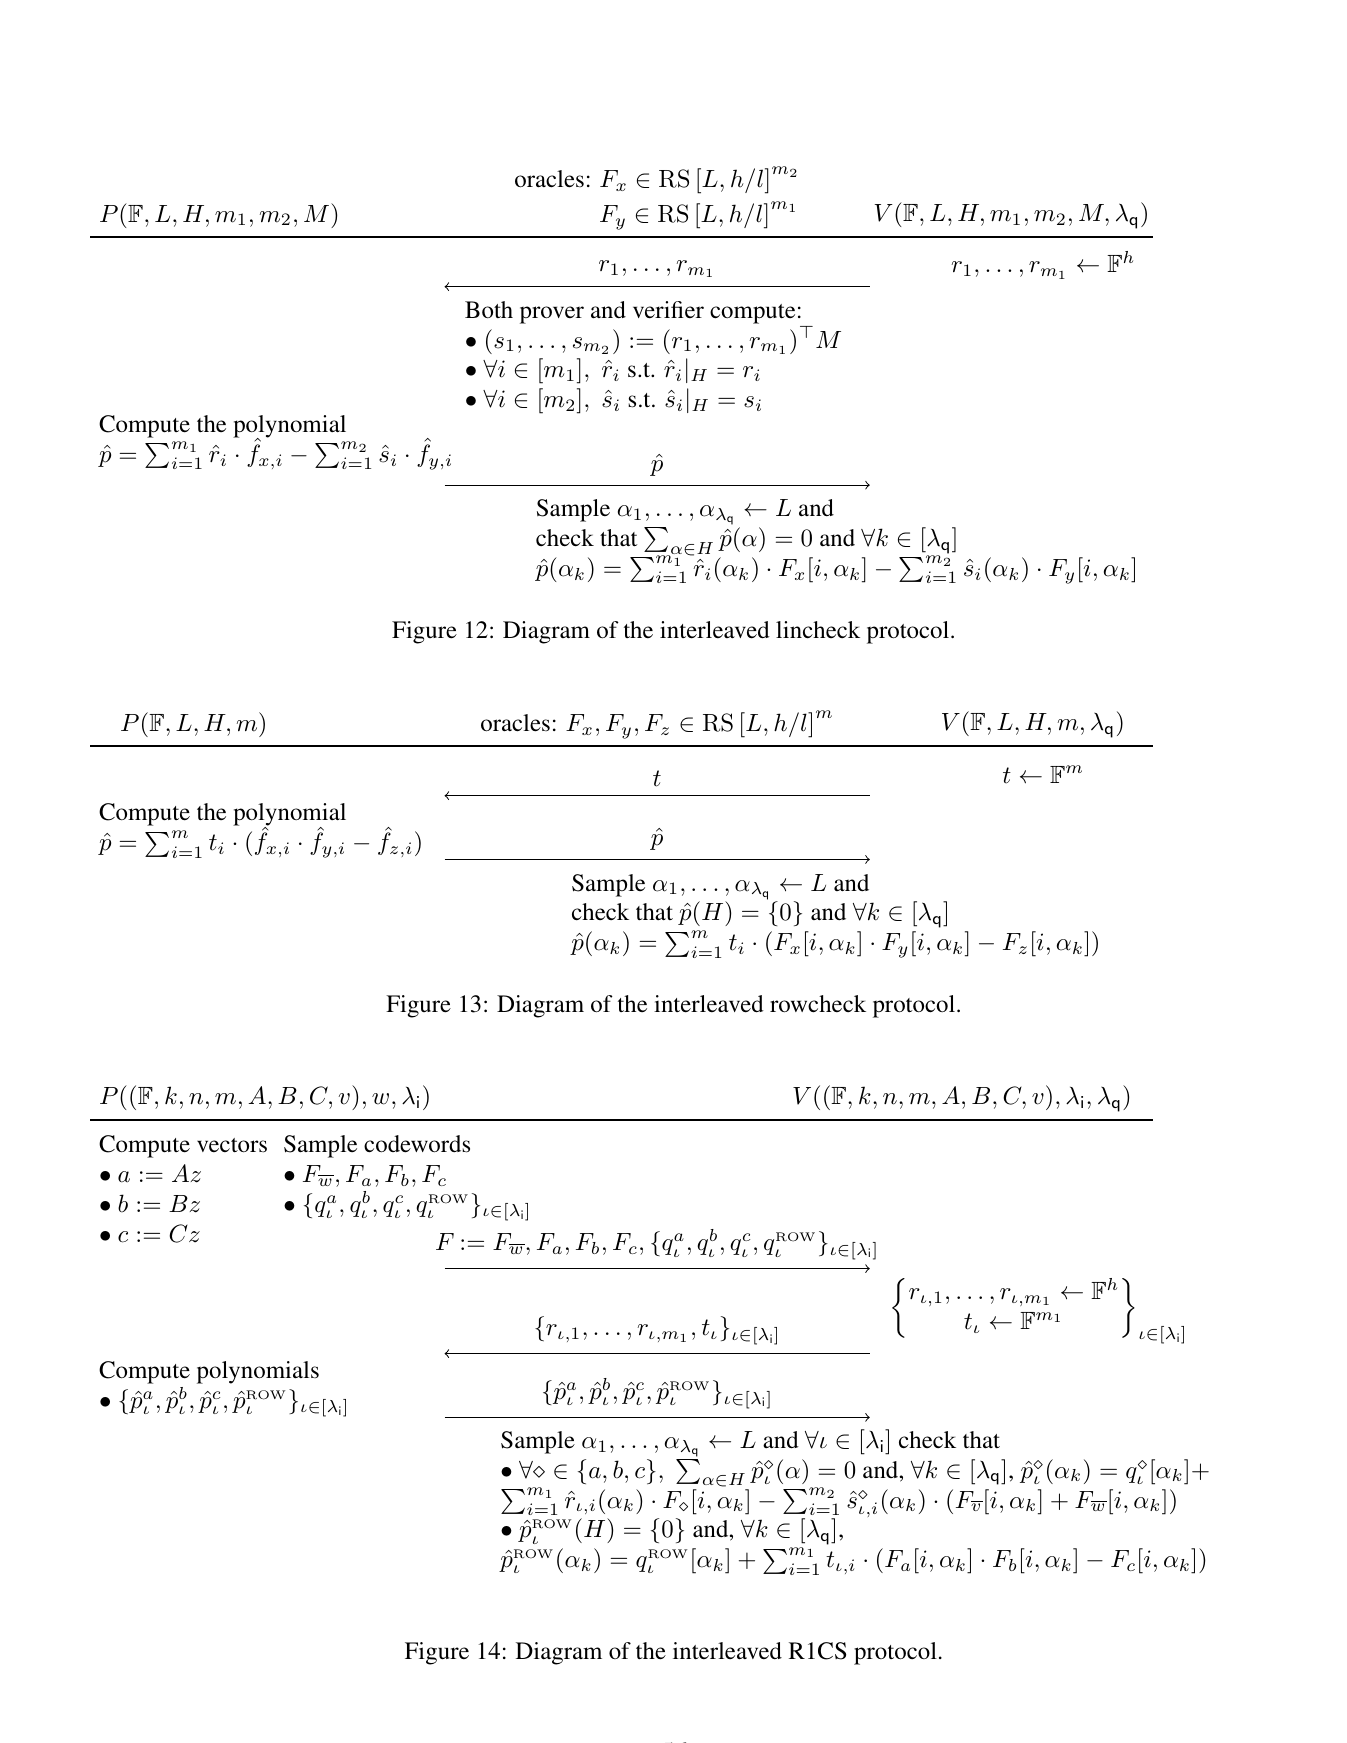 oracles: F_x ∈ RS [L, h/l]^{m_2}
P(𝔽, L, H, m_1, m_2, M) F_y ∈ RS [L, h/l]^{m_1} V(𝔽, L, H, m_1, m_2, M, λ_q)
r_1, . . . , r_{m_1} r_1, . . . , r_{m_1} ← 𝔽^h
Both prover and verifier compute:
• (s_1, . . . , s_{m_2}) := (r_1, . . . , r_{m_1})^⊤ M
• ∀i ∈ [m_1], r̂_i s.t. r̂_i|_H = r_i
• ∀i ∈ [m_2], ŝ_i s.t. ŝ_i|_H = s_i
Compute the polynomial
p̂ = ∑_{i=1}^{m_1} r̂_i · f̂_{x,i} − ∑_{i=1}^{m_2} ŝ_i · f̂_{y,i}
p̂
Sample α_1, . . . , α_{λ_q} ← L and
check that ∑_{α∈H} p̂(α) = 0 and ∀k ∈ [λ_q]
p̂(α_k) = ∑_{i=1}^{m_1} r̂_i(α_k) · F_x[i, α_k] − ∑_{i=1}^{m_2} ŝ_i(α_k) · F_y[i, α_k]
Figure 12: Diagram of the interleaved lincheck protocol.
P(𝔽, L, H, m) oracles: F_x, F_y, F_z ∈ RS [L, h/l]^m V(𝔽, L, H, m, λ_q)
t t ← 𝔽^m
Compute the polynomial
p̂ = ∑_{i=1}^m t_i · (f̂_{x,i} · f̂_{y,i} − f̂_{z,i})
p̂
Sample α_1, . . . , α_{λ_q} ← L and
check that p̂(H) = {0} and ∀k ∈ [λ_q]
p̂(α_k) = ∑_{i=1}^m t_i · (F_x[i, α_k] · F_y[i, α_k] − F_z[i, α_k])
Figure 13: Diagram of the interleaved rowcheck protocol.
P((𝔽, k, n, m, A, B, C, v), w, λ_i) V((𝔽, k, n, m, A, B, C, v), λ_i, λ_q)
Compute vectors Sample codewords
• a := Az • F_{w̅}, F_a, F_b, F_c
• b := Bz • {q_ι^a, q_ι^b, q_ι^c, q_ι^{ROW}}_{ι∈[λ_i]}
• c := Cz
F := F_{w̅}, F_a, F_b, F_c, {q_ι^a, q_ι^b, q_ι^c, q_ι^{ROW}}_{ι∈[λ_i]}
{r_{ι,1}, . . . , r_{ι,m_1} ← 𝔽^h
t_ι ← 𝔽^{m_1}}_{ι∈[λ_i]}
{r_{ι,1}, . . . , r_{ι,m_1}, t_ι}_{ι∈[λ_i]}
Compute polynomials
• {p̂_ι^a, p̂_ι^b, p̂_ι^c, p̂_ι^{ROW}}_{ι∈[λ_i]}
{p̂_ι^a, p̂_ι^b, p̂_ι^c, p̂_ι^{ROW}}_{ι∈[λ_i]}
Sample α_1, . . . , α_{λ_q} ← L and ∀ι ∈ [λ_i] check that
• ∀⋄ ∈ {a, b, c}, ∑_{α∈H} p̂_ι^⋄(α) = 0 and, ∀k ∈ [λ_q], p̂_ι^⋄(α_k) = q_ι^⋄[α_k]+
∑_{i=1}^{m_1} r̂_{ι,i}(α_k) · F_⋄[i, α_k] − ∑_{i=1}^{m_2} ŝ_{ι,i}^⋄(α_k) · (F_{v̅}[i, α_k] + F_{w̅}[i, α_k])
• p̂_ι^{ROW}(H) = {0} and, ∀k ∈ [λ_q],
p̂_ι^{ROW}(α_k) = q_ι^{ROW}[α_k] + ∑_{i=1}^{m_1} t_{ι,i} · (F_a[i, α_k] · F_b[i, α_k] − F_c[i, α_k])
Figure 14: Diagram of the interleaved R1CS protocol.